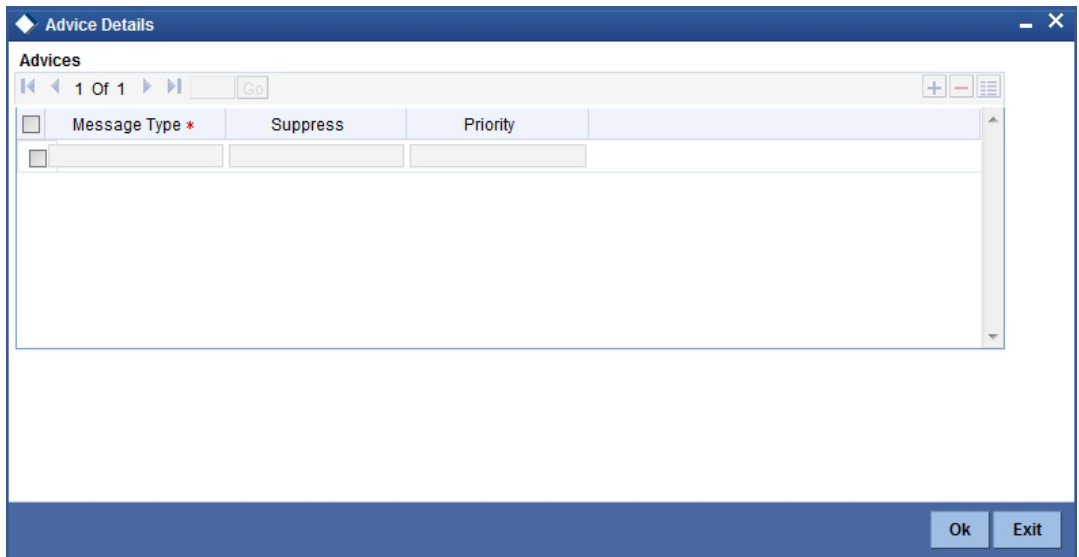 Advice Details
Advices
1 Of 1 Go
Message Type * Suppress Priority
Ok Exit